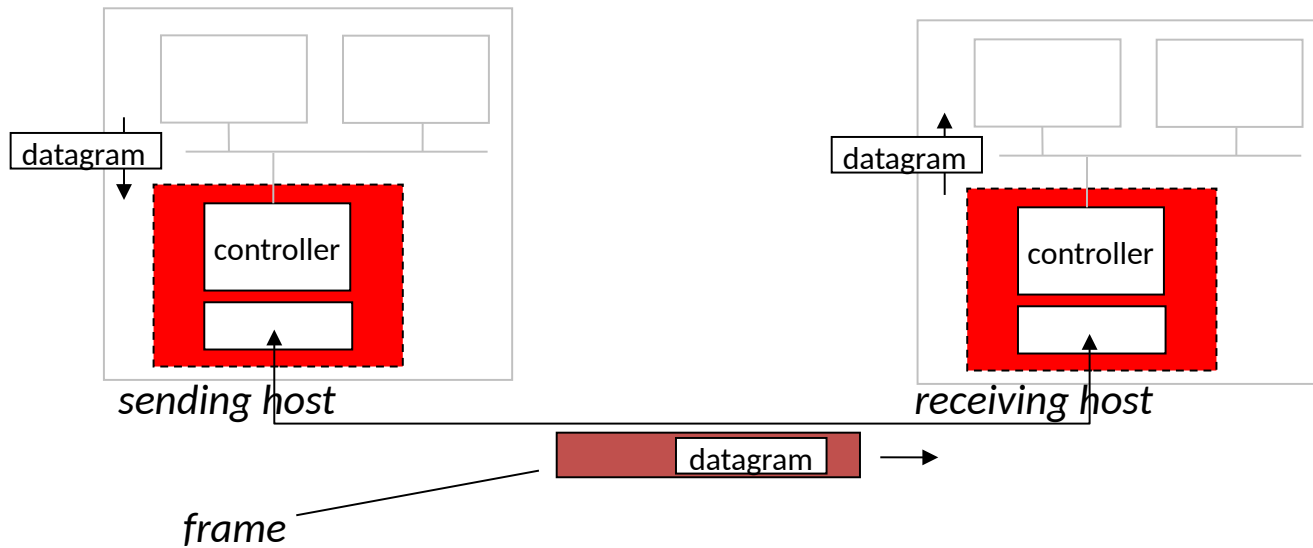 datagram
datagram
controller
controller
sending host
receiving host
datagram
frame